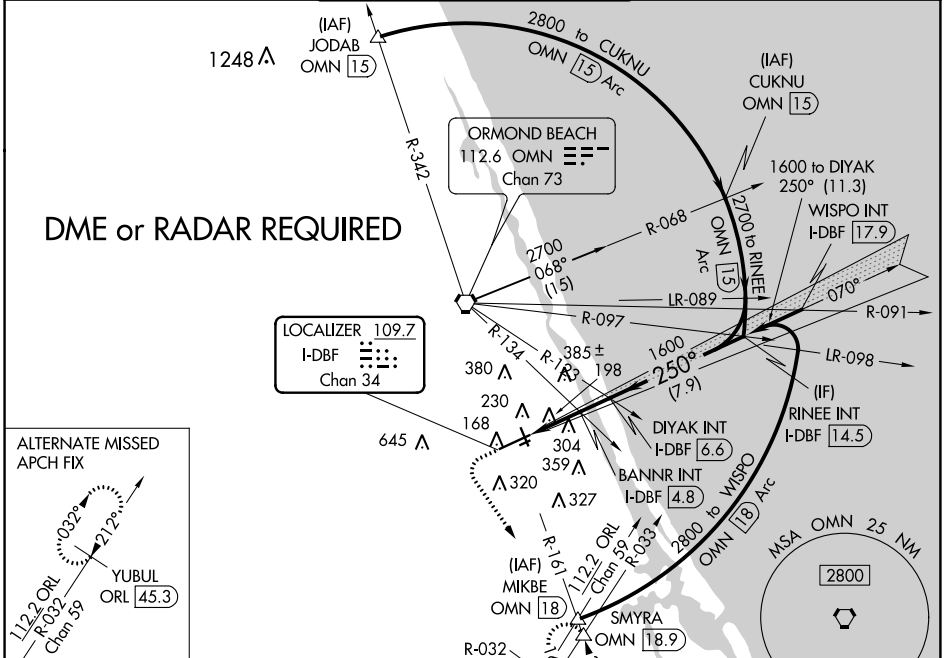 (IAF)
JODAB
OMN 15
1248
2800 to CUKNU
OMN 15 Arc
(IAF)
CUKNU
OMN 15
R-342
ORMOND BEACH
112.6 OMN
Chan 73
1600 to DIYAK
250° (11.3)
WISPO INT
I-DBF 17.9
DME or RADAR REQUIRED
R-068
2700 to RINEE
OMN 15
Arc
2700
068°
(15)
LR-089
070°
R-091
R-097
LR-098
LOCALIZER 109.7
I-DBF
Chan 34
R-134
R-123
385±
198
380
1600
250°
(7.9)
(IF)
RINEE INT
I-DBF 14.5
230
168
304
645
DIYAK INT
I-DBF 6.6
359
BANNR INT
I-DBF 4.8
320
327
2800 to WISPO
OMN 18 Arc
ALTERNATE MISSED
APCH FIX
032°
212°
YUBUL
ORL 45.3
112.2 ORL
R-032
Chan 59
R-161
(IAF)
MIKBE
OMN 18
112.2 ORL
Chan 59
R-033
SMYRA
OMN 18.9
R-032
MSA OMN 25 NM
2800